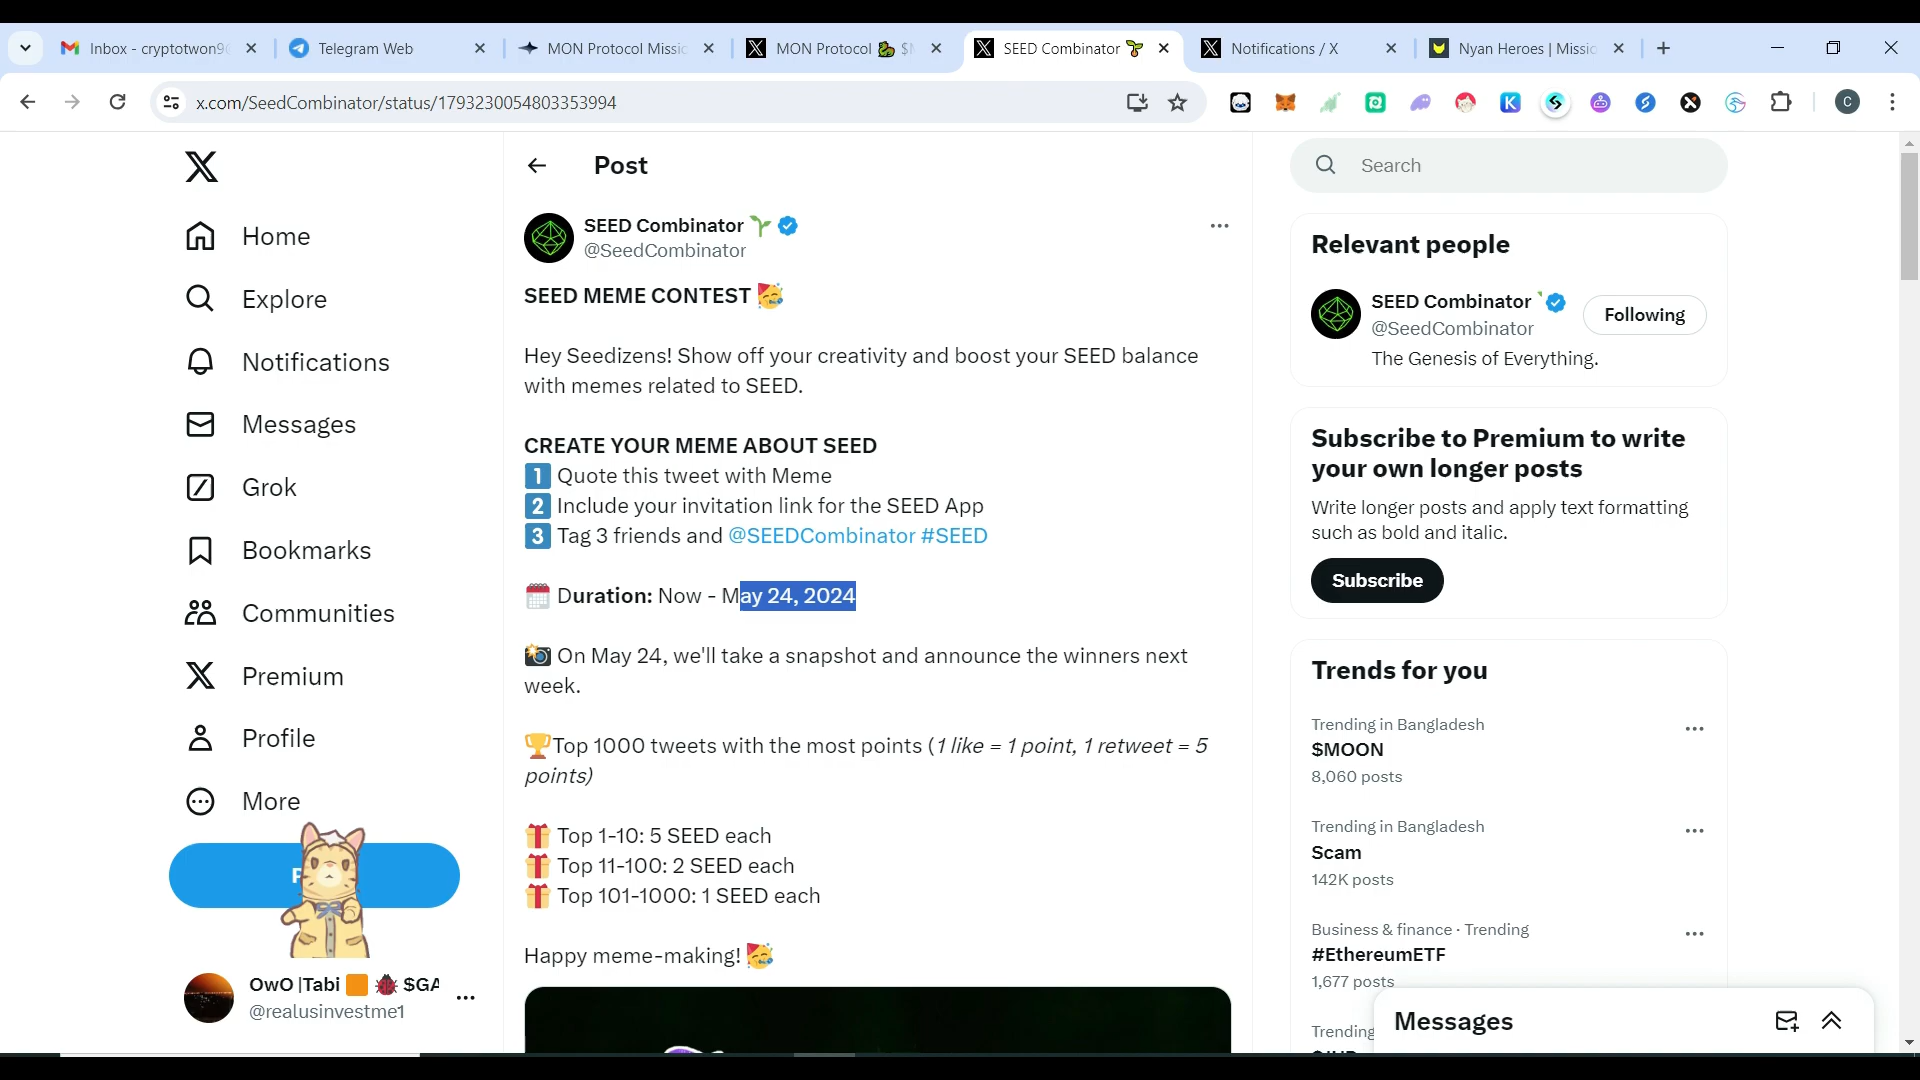 Inbox - cryptotwon90
Telegram Web
MON Protocol Missio
MON Protocol 🐉 $M
SEED Combinator 🌱
Notifications / X
Nyan Heroes | Missio
x.com/SeedCombinator/status/1793230054803353994
C
Home
Explore
Notifications
Messages
Grok
Bookmarks
Communities
Premium
Profile
More
OwO |Tabi 🟧 🐞 $GA
@realusinvestme1
Post
SEED Combinator 🌱
@SeedCombinator
SEED MEME CONTEST 🥳
Hey Seedizens! Show off your creativity and boost your SEED balance
with memes related to SEED.
CREATE YOUR MEME ABOUT SEED
1️⃣ Quote this tweet with Meme
2️⃣ Include your invitation link for the SEED App
3️⃣ Tag 3 friends and @SEEDCombinator #SEED
🗓️ Duration: Now - May 24, 2024
📸 On May 24, we'll take a snapshot and announce the winners next
week.
🏆Top 1000 tweets with the most points (1 like = 1 point, 1 retweet = 5
points)
🎁 Top 1-10: 5 SEED each
🎁 Top 11-100: 2 SEED each
🎁 Top 101-1000: 1 SEED each
Happy meme-making! 🥳
Search
Relevant people
SEED Combinator
@SeedCombinator
Following
The Genesis of Everything.
Subscribe to Premium to write
your own longer posts
Write longer posts and apply text formatting
such as bold and italic.
Subscribe
Trends for you
Trending in Bangladesh
$MOON
8,060 posts
Trending in Bangladesh
Scam
142K posts
Business & finance · Trending
#EthereumETF
1,677 posts
Trending
Messages